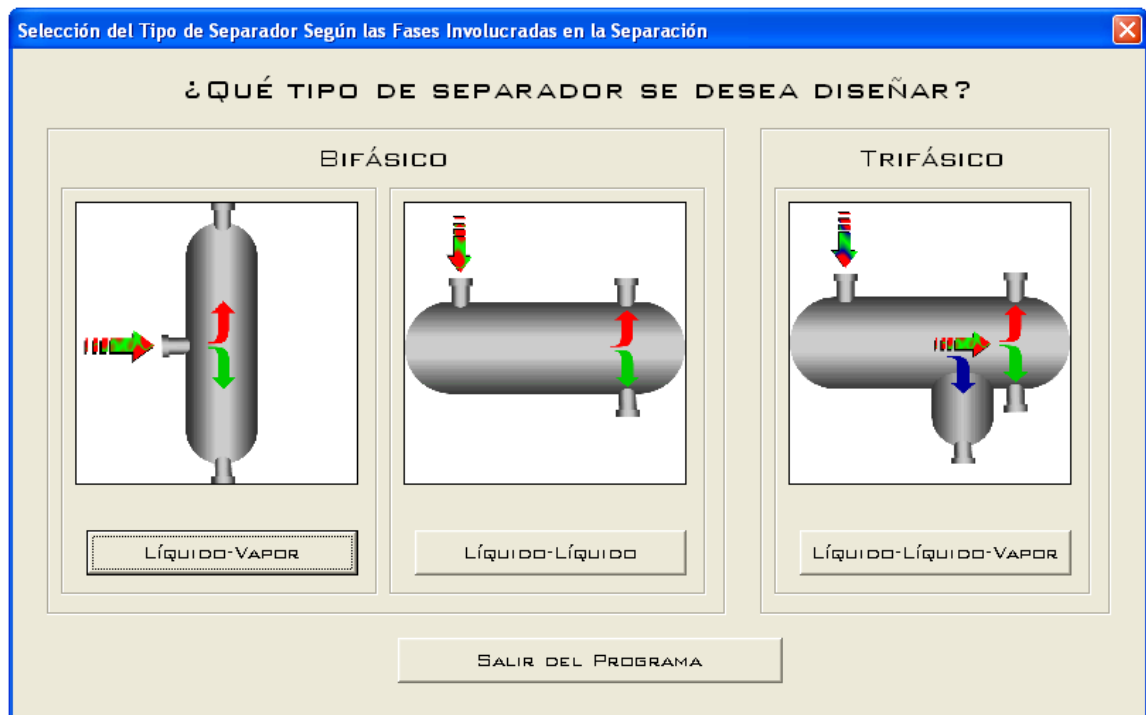 Selección del Tipo de Separador Según las Fases Involucradas en la Separación
¿Qué tipo de separador se desea diseñar?
Bifásico
Trifásico
Líquido-Vapor
Líquido-Líquido
Líquido-Líquido-Vapor
Salir del Programa